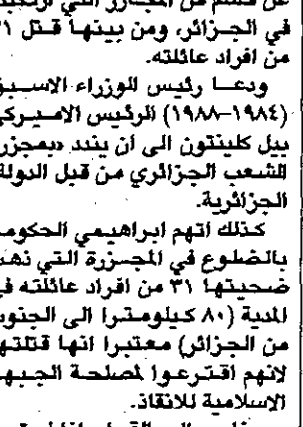 عن قسم من المجازر التي ارتكبت
في الجزائر، ومن بينها قتل ٣١
من افراد عائلته.
ودعا رئيس الوزراء الاسبق
(١٩٨٤-١٩٨٨) الرئيس الاميركي
بيل كلينتون الى ان يندد «بمجزرة
الشعب الجزائري من قبل الدولة
الجزائرية.
كذلك اتهم ابراهيمي الحكومة
بالضلوع في المجسزرة التي
ضحيتها ٣١ من افراد عائلته في
المدية (٨٠ كيلومترا الى الجنوب
من الجزائر) معتبرا انها قتلتهم
لانهم اقترعوا لمصلحة الجبهة
الاسلامية للانقاذ.